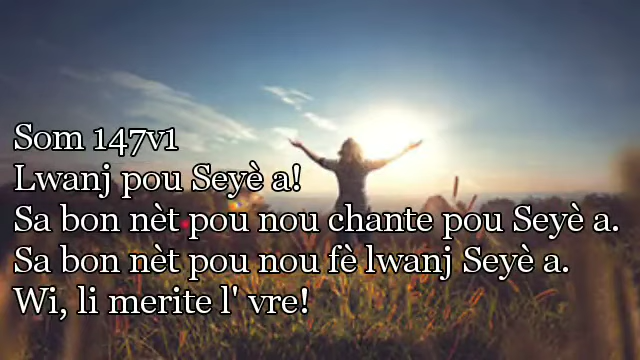 Som 147v1
Lwanj pou Seyè a!
Sa bon nèt pou nou chante pou Seyè a.
Sa bon nèt pou nou fè lwanj Seyè a.
Wi, li merite l' vre!